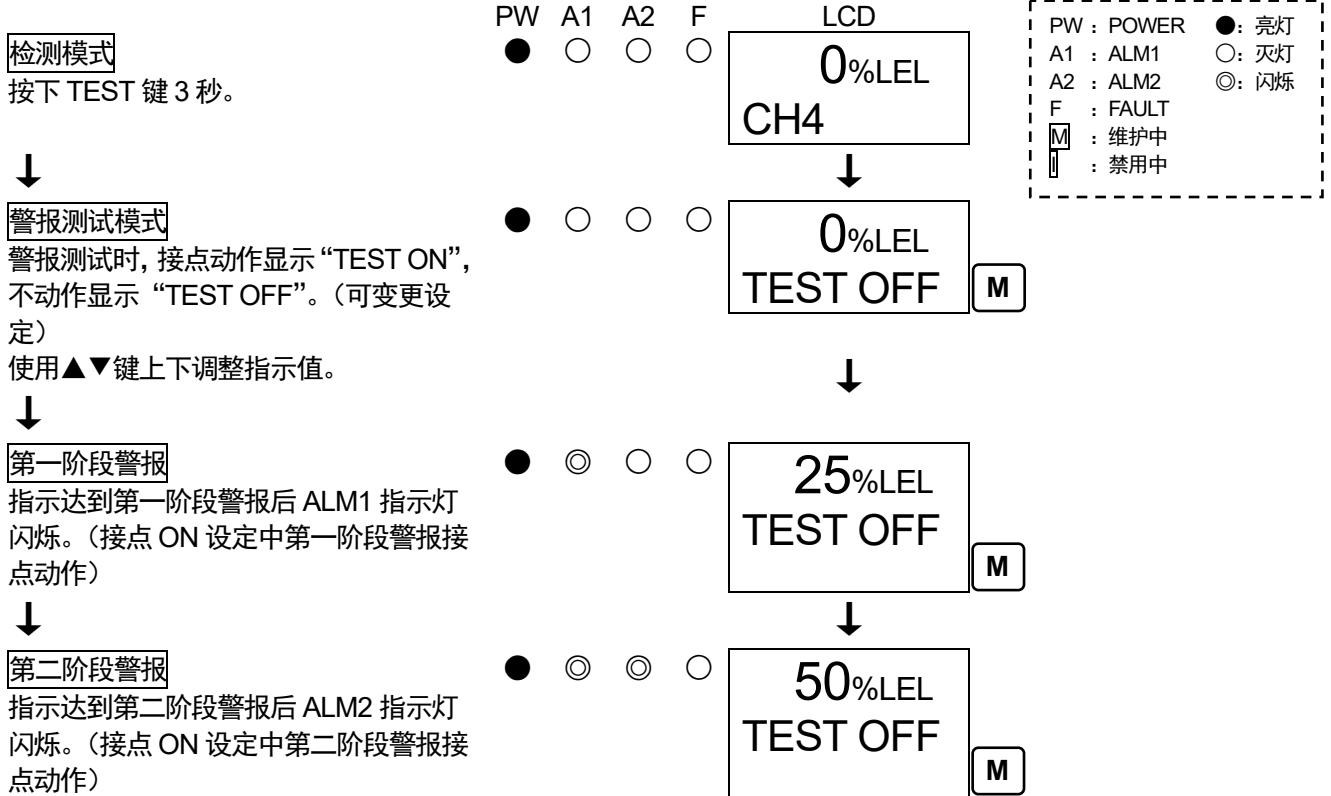 PW A1 A2 F LCD
检测模式 ● ○ ○ ○ 0%LEL
按下 TEST 键 3 秒。 CH4
PW : POWER ●: 亮灯
A1 : ALM1 ○: 灭灯
A2 : ALM2 ◎: 闪烁
F : FAULT
M : 维护中
I : 禁用中
↓ ↓
警报测试模式 ● ○ ○ ○ 0%LEL
警报测试时, 接点动作显示 “TEST ON”,
不动作显示 “TEST OFF”。（可变更设 TEST OFF M
定）
使用▲▼键上下调整指示值。
↓ ↓
第一阶段警报 ● ◎ ○ ○ 25%LEL
指示达到第一阶段警报后 ALM1 指示灯 TEST OFF
闪烁。（接点 ON 设定中第一阶段警报接
点动作） M
↓ ↓
第二阶段警报 ● ◎ ◎ ○ 50%LEL
指示达到第二阶段警报后 ALM2 指示灯
闪烁。（接点 ON 设定中第二阶段警报接 TEST OFF
点动作） M